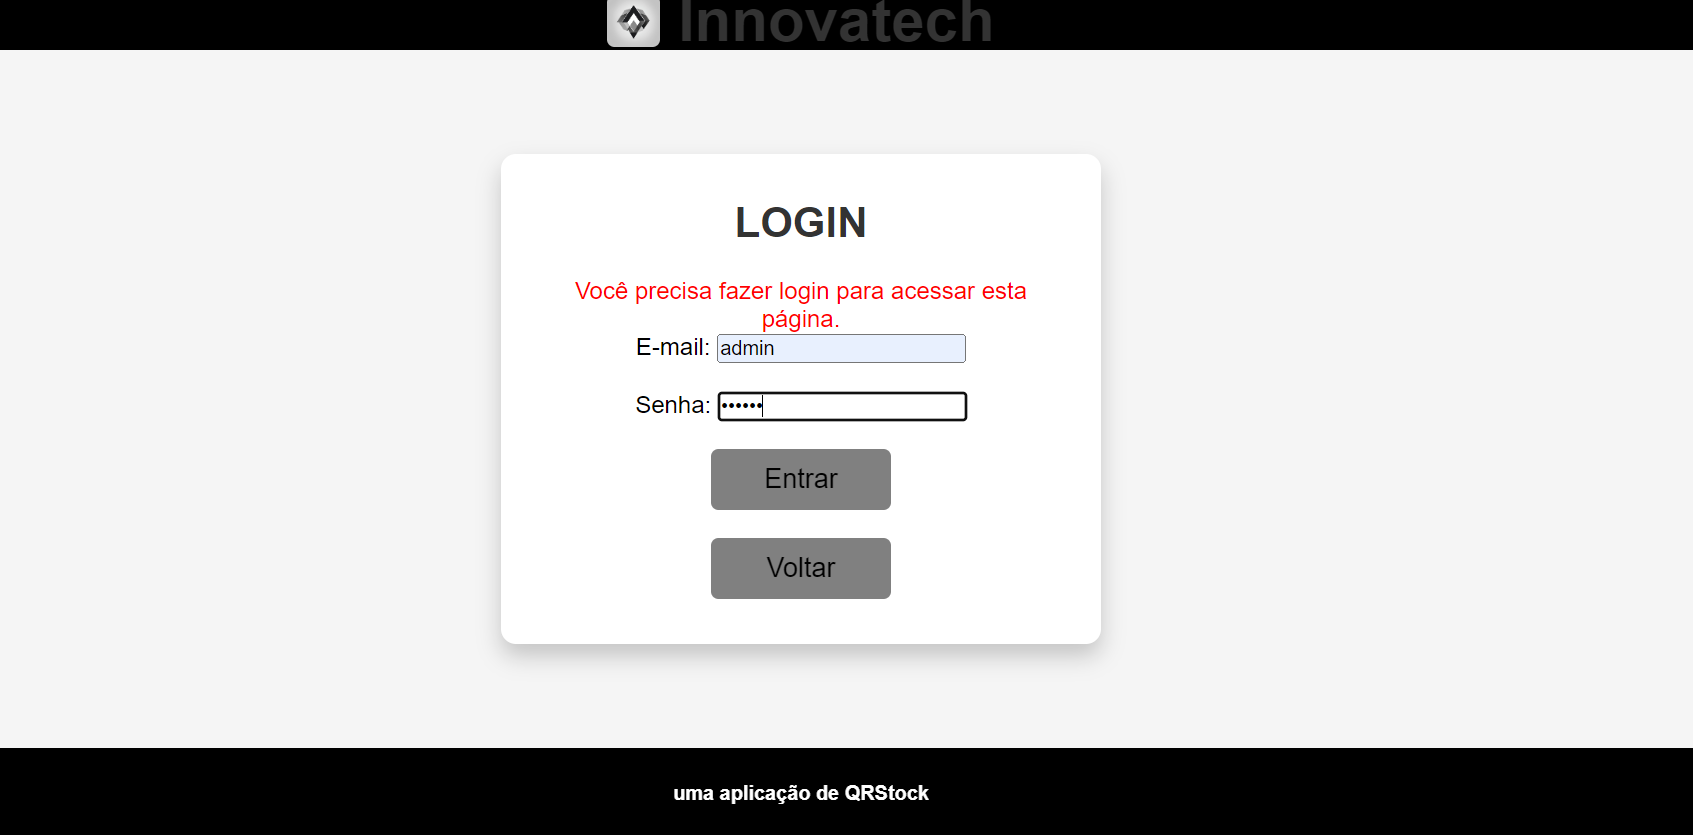 Innovatech
LOGIN
Você precisa fazer login para acessar esta
página.
E-mail: admin
Senha: ••••••
Entrar
Voltar
uma aplicação de QRStock